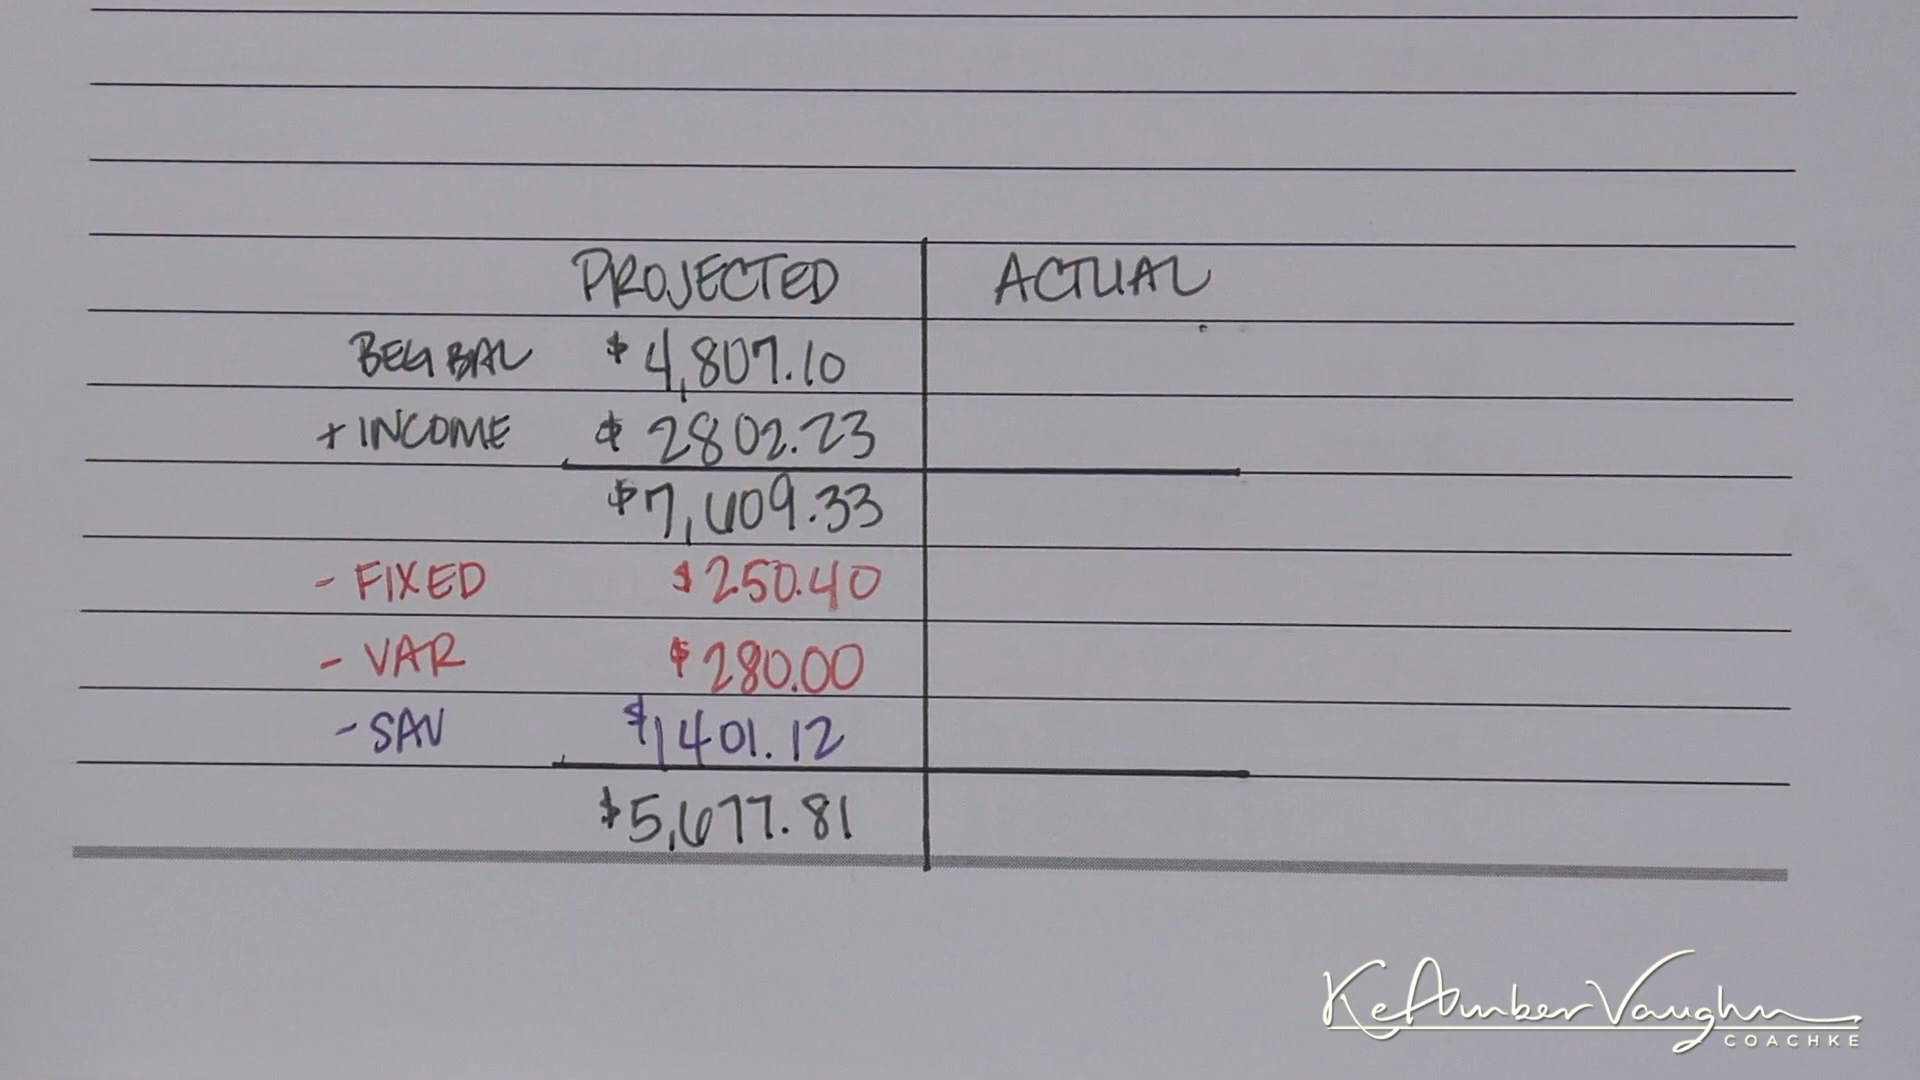 PROJECTED ACTUAL
BEG BAL $4,807.10
+ INCOME $2802.23
$7,609.33
- FIXED $250.40
- VAR $280.00
- SAV $1401.12
$5,677.81
KeAmber Vaughn
COACHKE